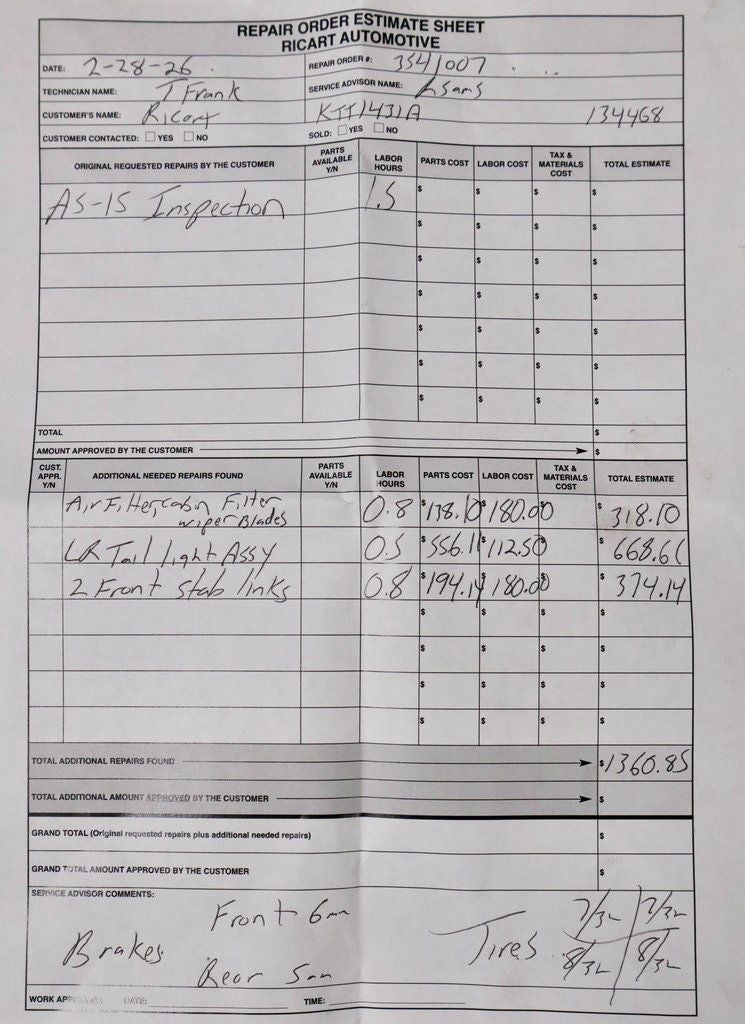 REPAIR ORDER ESTIMATE SHEET
RICART AUTOMOTIVE
DATE: 2-28-26 REPAIR ORDER #: 3541007
TECHNICIAN NAME: T Frank SERVICE ADVISOR NAME: Asans
CUSTOMER'S NAME: Ricart KTT1431A 134468
CUSTOMER CONTACTED: YES NO SOLD: YES NO
ORIGINAL REQUESTED REPAIRS BY THE CUSTOMER PARTS AVAILABLE Y/N LABOR HOURS PARTS COST LABOR COST TAX & MATERIALS COST TOTAL ESTIMATE
AS-IS Inspection 1.5 $ $ $ $
$ $ $ $
$ $ $ $
$ $ $ $
$ $ $ $
$ $ $ $
$ $ $ $
TOTAL $
AMOUNT APPROVED BY THE CUSTOMER $
CUST. APPR. Y/N ADDITIONAL NEEDED REPAIRS FOUND PARTS AVAILABLE Y/N LABOR HOURS PARTS COST LABOR COST TAX & MATERIALS COST TOTAL ESTIMATE
Air Filter, cabin Filter
wiper Blades 0.8 $138.10 $180.00 $ $318.10
LR Tail light Assy 0.5 $556.11 $112.50 $ $668.61
2 Front stab links 0.8 $194.14 $180.00 $ $374.14
$ $ $ $
$ $ $ $
$ $ $ $
$ $ $ $
TOTAL ADDITIONAL REPAIRS FOUND $1360.85
TOTAL ADDITIONAL AMOUNT APPROVED BY THE CUSTOMER $
GRAND TOTAL (Original requested repairs plus additional needed repairs) $
GRAND TOTAL AMOUNT APPROVED BY THE CUSTOMER $
SERVICE ADVISOR COMMENTS:
Front 6mm 7/32 7/32
Brakes Tires
Rear 5mm 8/32 8/32
WORK APPROVED: DATE: TIME: